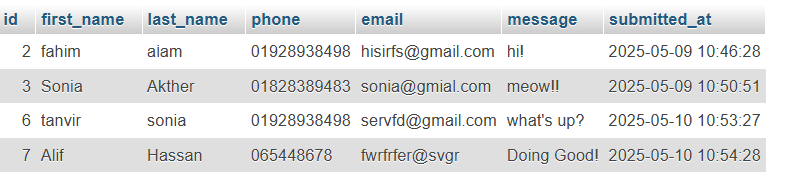 id first_name last_name phone email message submitted_at
2 fahim alam 01928938498 hisirfs@gmail.com hi! 2025-05-09 10:46:28
3 Sonia Akther 01828389483 sonia@gmial.com meow!! 2025-05-09 10:50:51
6 tanvir sonia 01928938498 servfd@gmail.com what's up? 2025-05-10 10:53:27
7 Alif Hassan 065448678 fwrfrfer@svgr Doing Good! 2025-05-10 10:54:28